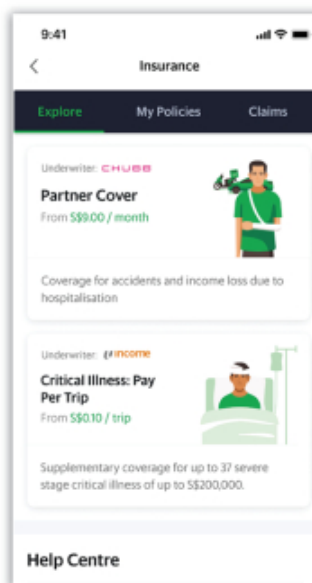 9:41
Insurance
Explore My Policies Claims
Underwriter: CHUBB
Partner Cover
From S$9.00 / month
Coverage for accidents and income loss due to
hospitalisation
Underwriter: income
Critical Illness: Pay
Per Trip
From S$0.10 / trip
Supplementary coverage for up to 37 severe
stage critical illness of up to S$200,000.
Help Centre